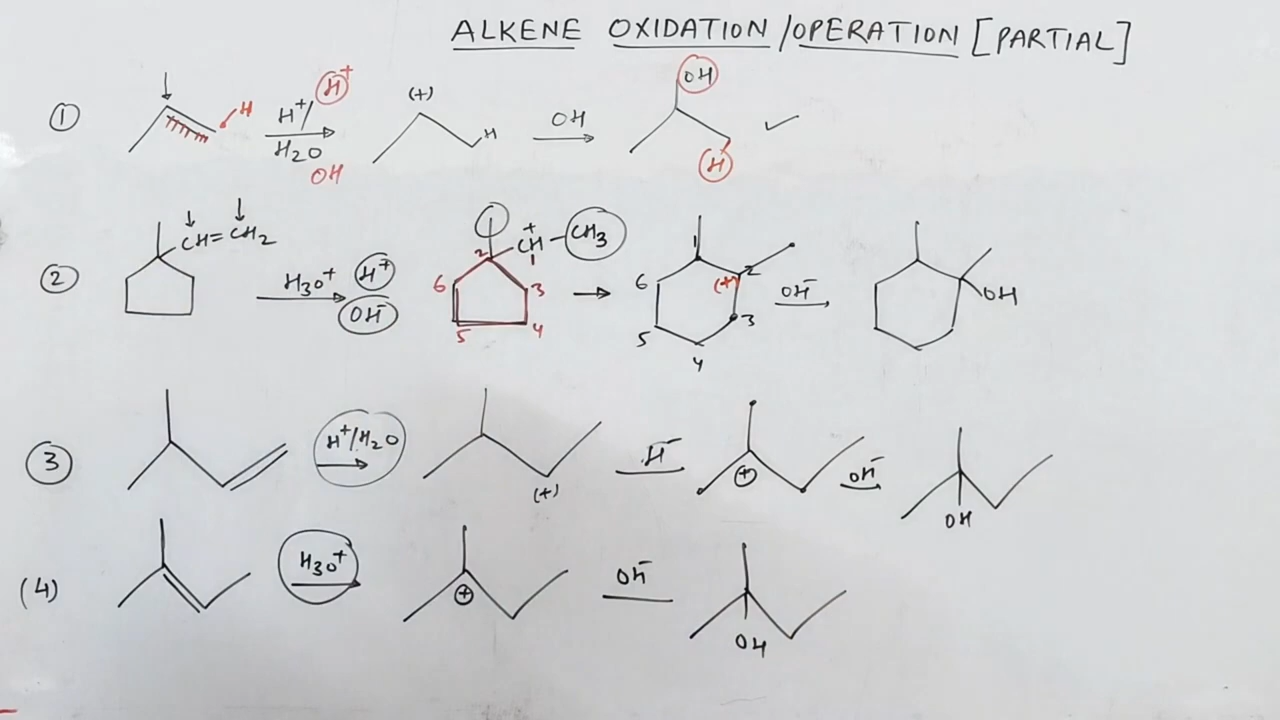 ALKENE OXIDATION/OPERATION [PARTIAL]
① H H⁺/H⁺ (+) OH OH
H₂O H H
OH
② CH=CH₂ H₃O⁺ H⁺ 2 CH⁺ CH₃ 1 OH⁻
OH⁻ 1 2 (+) OH
6 3 6 3
5 4 5 4
③ H⁺/H₂O (+) H⁻ + OH⁻ OH
(4) H₃O⁺ + OH⁻ OH